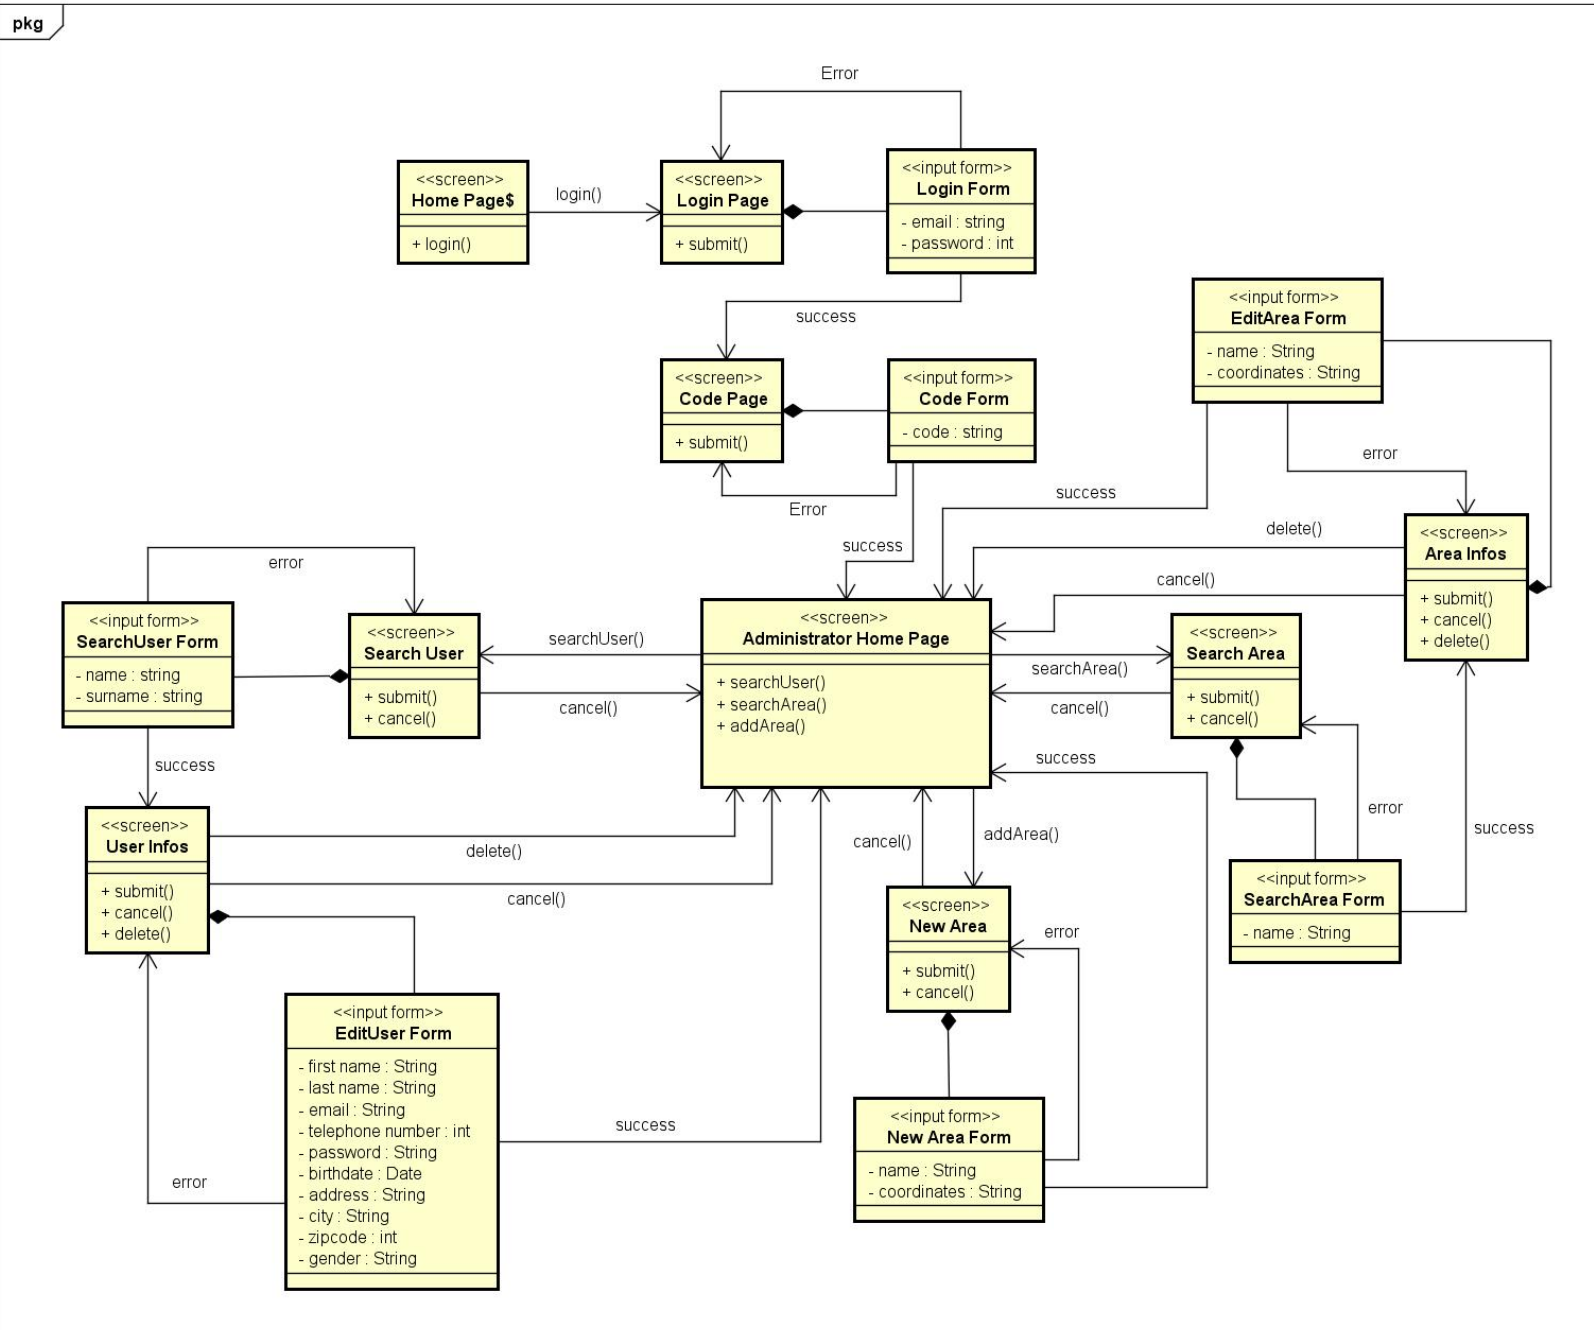 pkg
Error
<<screen>>
Home Page$
+ login()
login()
<<screen>>
Login Page
+ submit()
<<input form>>
Login Form
- email : string
- password : int
success
<<screen>>
Code Page
+ submit()
<<input form>>
Code Form
- code : string
Error
success
<<input form>>
EditArea Form
- name : String
- coordinates : String
error
success
delete()
cancel()
<<screen>>
Area Infos
+ submit()
+ cancel()
+ delete()
error
<<input form>>
SearchUser Form
- name : string
- surname : string
<<screen>>
Search User
+ submit()
+ cancel()
searchUser()
cancel()
<<screen>>
Administrator Home Page
+ searchUser()
+ searchArea()
+ addArea()
searchArea()
cancel()
<<screen>>
Search Area
+ submit()
+ cancel()
success
success
error
success
<<screen>>
User Infos
+ submit()
+ cancel()
+ delete()
delete()
cancel()
cancel()
addArea()
<<input form>>
SearchArea Form
- name : String
<<screen>>
New Area
+ submit()
+ cancel()
error
<<input form>>
EditUser Form
- first name : String
- last name : String
- email : String
- telephone number : int
- password : String
- birthdate : Date
- address : String
- city : String
- zipcode : int
- gender : String
error
success
<<input form>>
New Area Form
- name : String
- coordinates : String